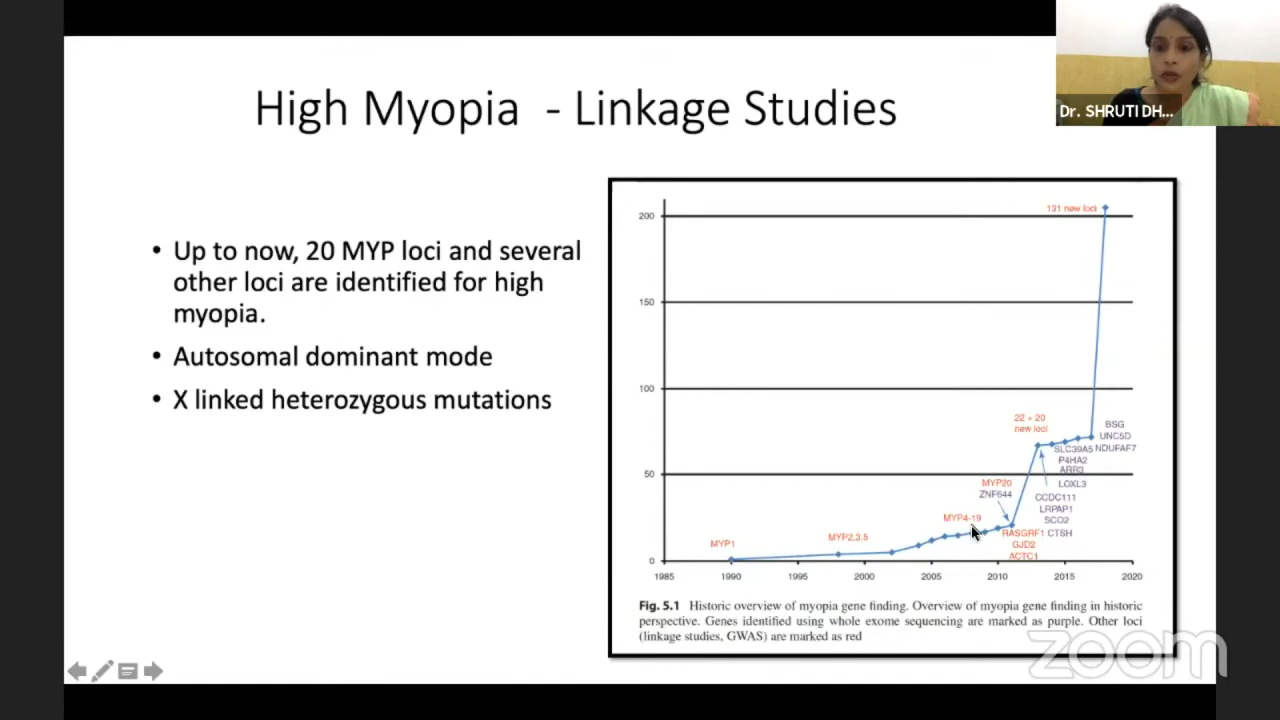 High Myopia - Linkage Studies
Dr. SHRUTI DH...
• Up to now, 20 MYP loci and several
other loci are identified for high
myopia.
• Autosomal dominant mode
• X linked heterozygous mutations
200
150
100
50
0
1985
1990
1995
2000
2005
2010
2015
2020
MYP1
MYP2,3,5
MYP4-19
MYP20
ZNF644
RASGRF1
GJD2
ACTC1
22 + 20
new loci
CCDC111
LRPAP1
SCO2
CTSH
SLC39A5
P4HA2
ARR3
LOXL3
BSG
UNC5D
NDUFAF7
131 new loci
Fig. 5.1 Historic overview of myopia gene finding. Overview of myopia gene finding in historic
perspective. Genes identified using whole exome sequencing are marked as purple. Other loci
(linkage studies, GWAS) are marked as red
zoom